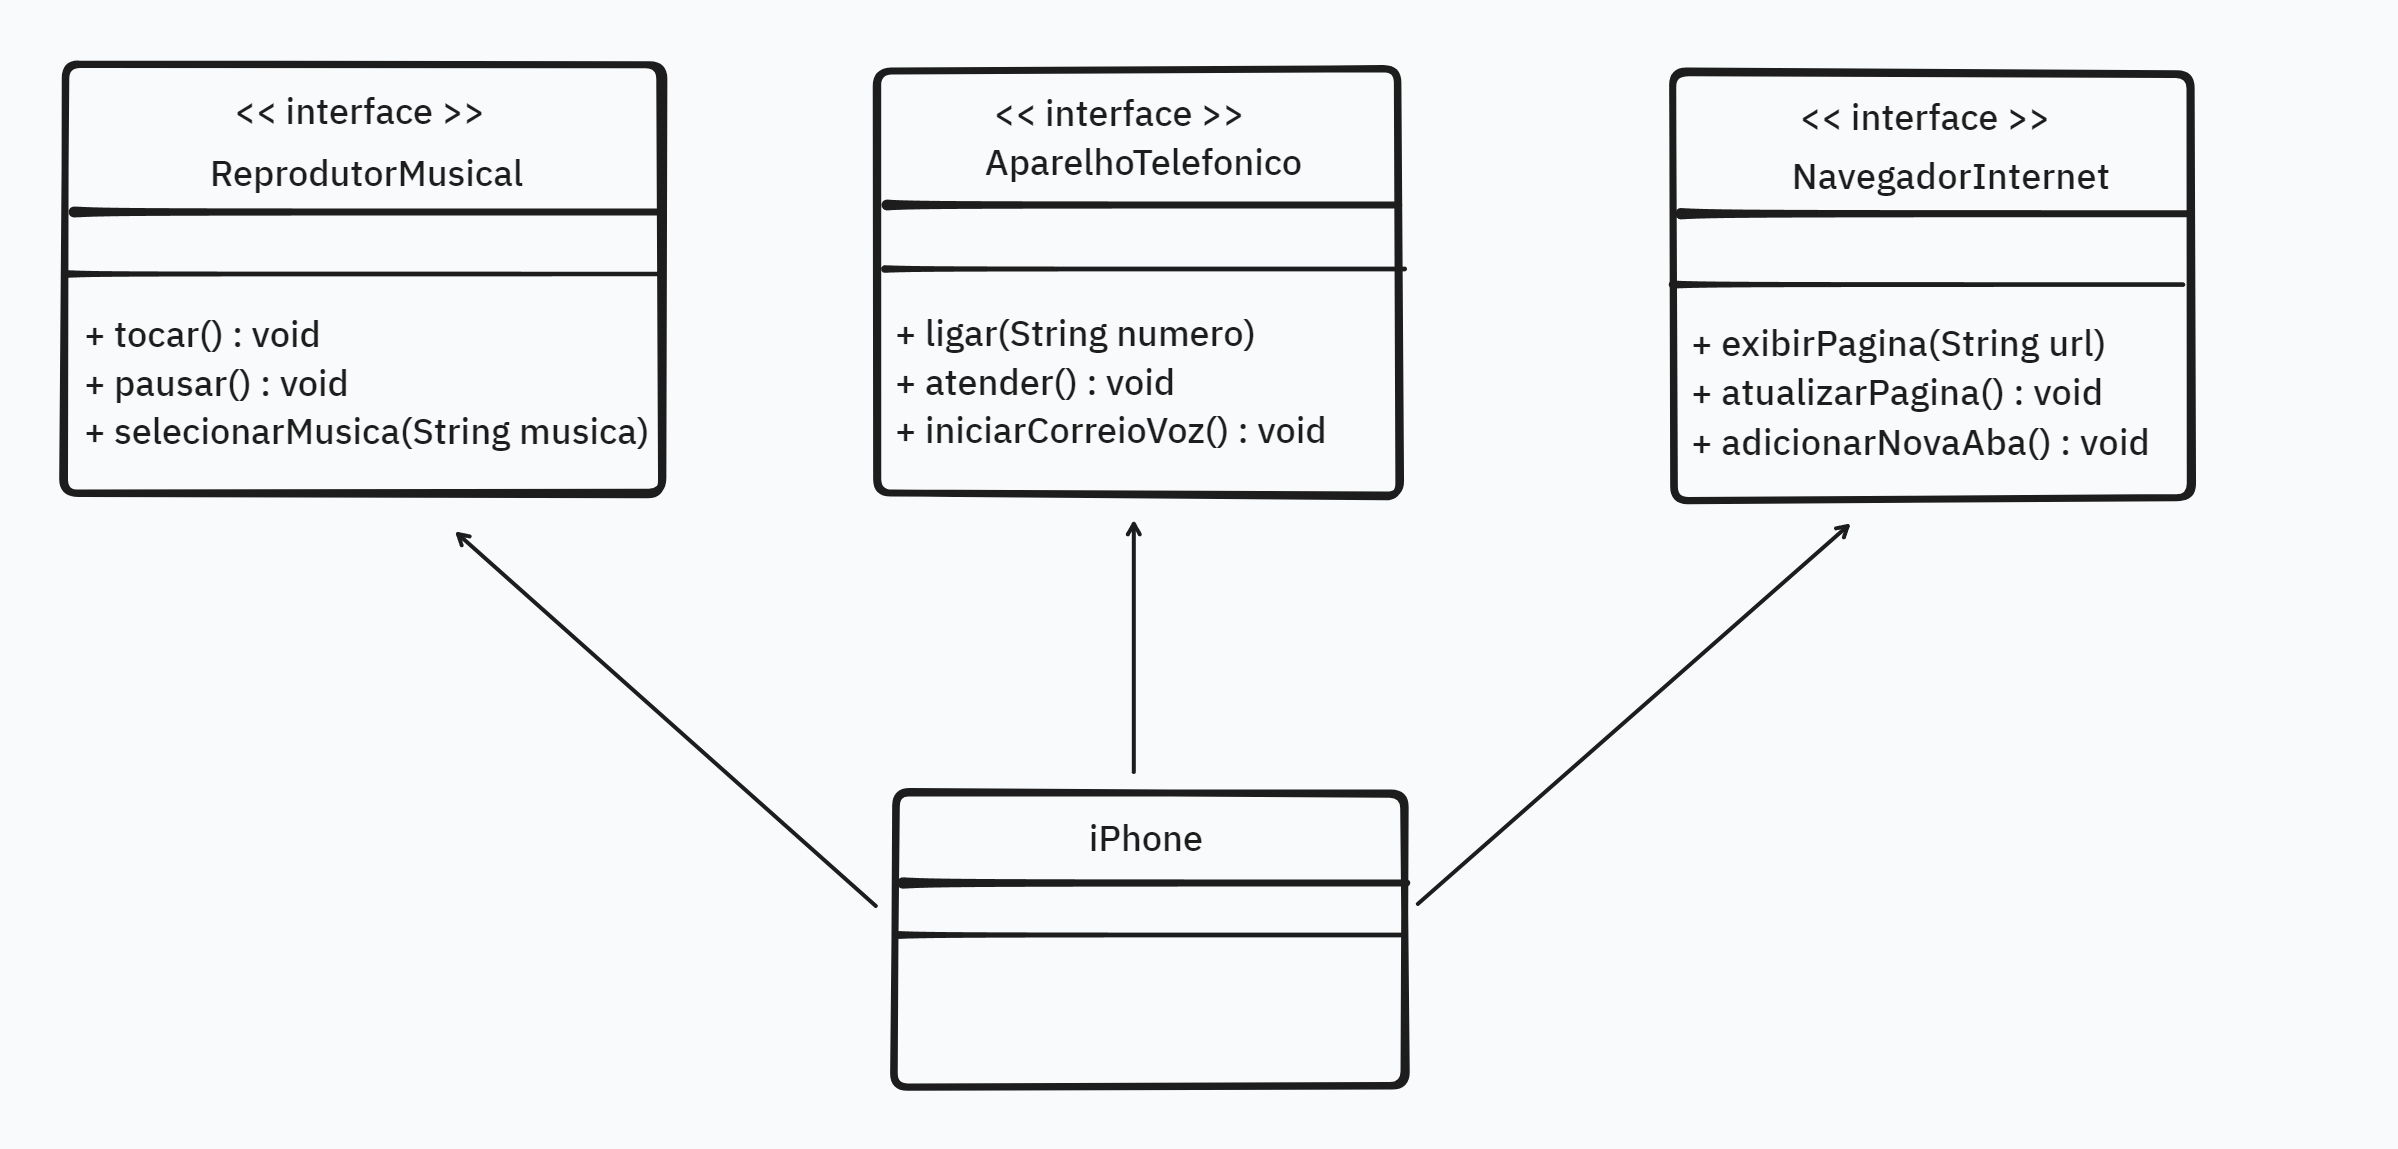 << interface >>
ReprodutorMusical
+ tocar() : void
+ pausar() : void
+ selecionarMusica(String musica)
<< interface >>
AparelhoTelefonico
+ ligar(String numero)
+ atender() : void
+ iniciarCorreioVoz() : void
<< interface >>
NavegadorInternet
+ exibirPagina(String url)
+ atualizarPagina() : void
+ adicionarNovaAba() : void
iPhone